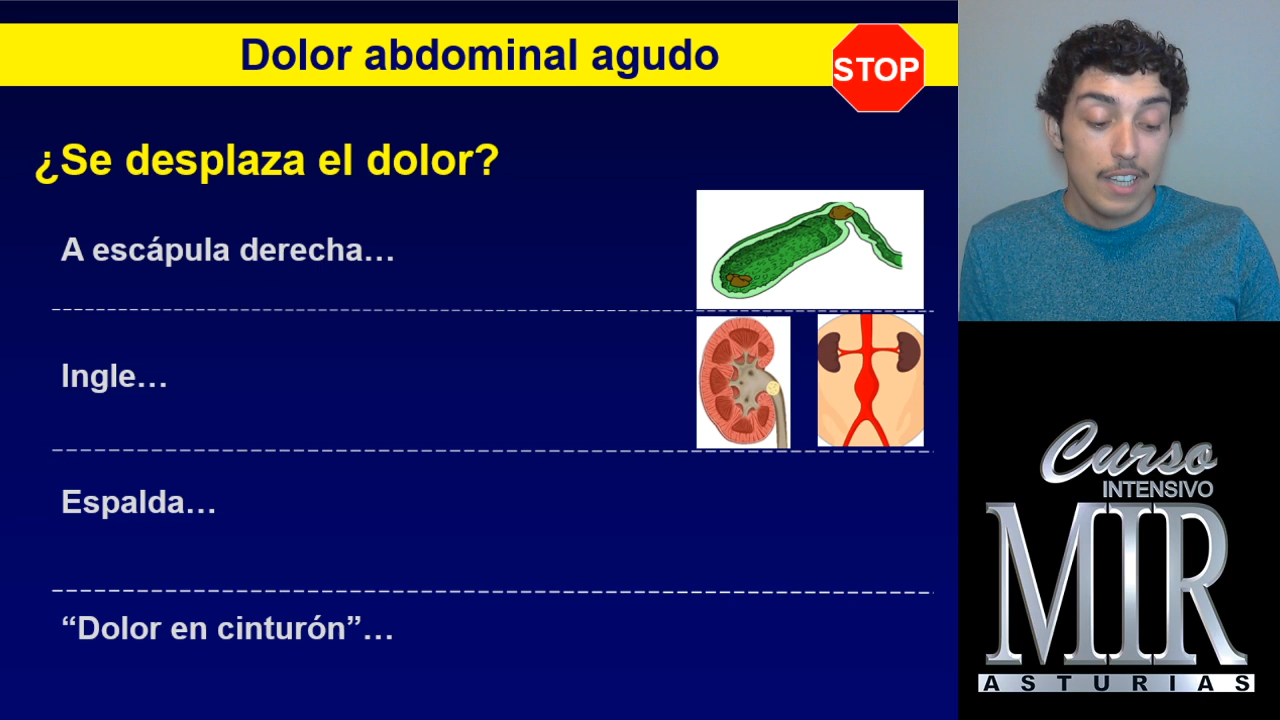 Dolor abdominal agudo
STOP
¿Se desplaza el dolor?
A escápula derecha…
Ingle…
Espalda…
“Dolor en cinturón”…
Curso
INTENSIVO
MIR
ASTURIAS